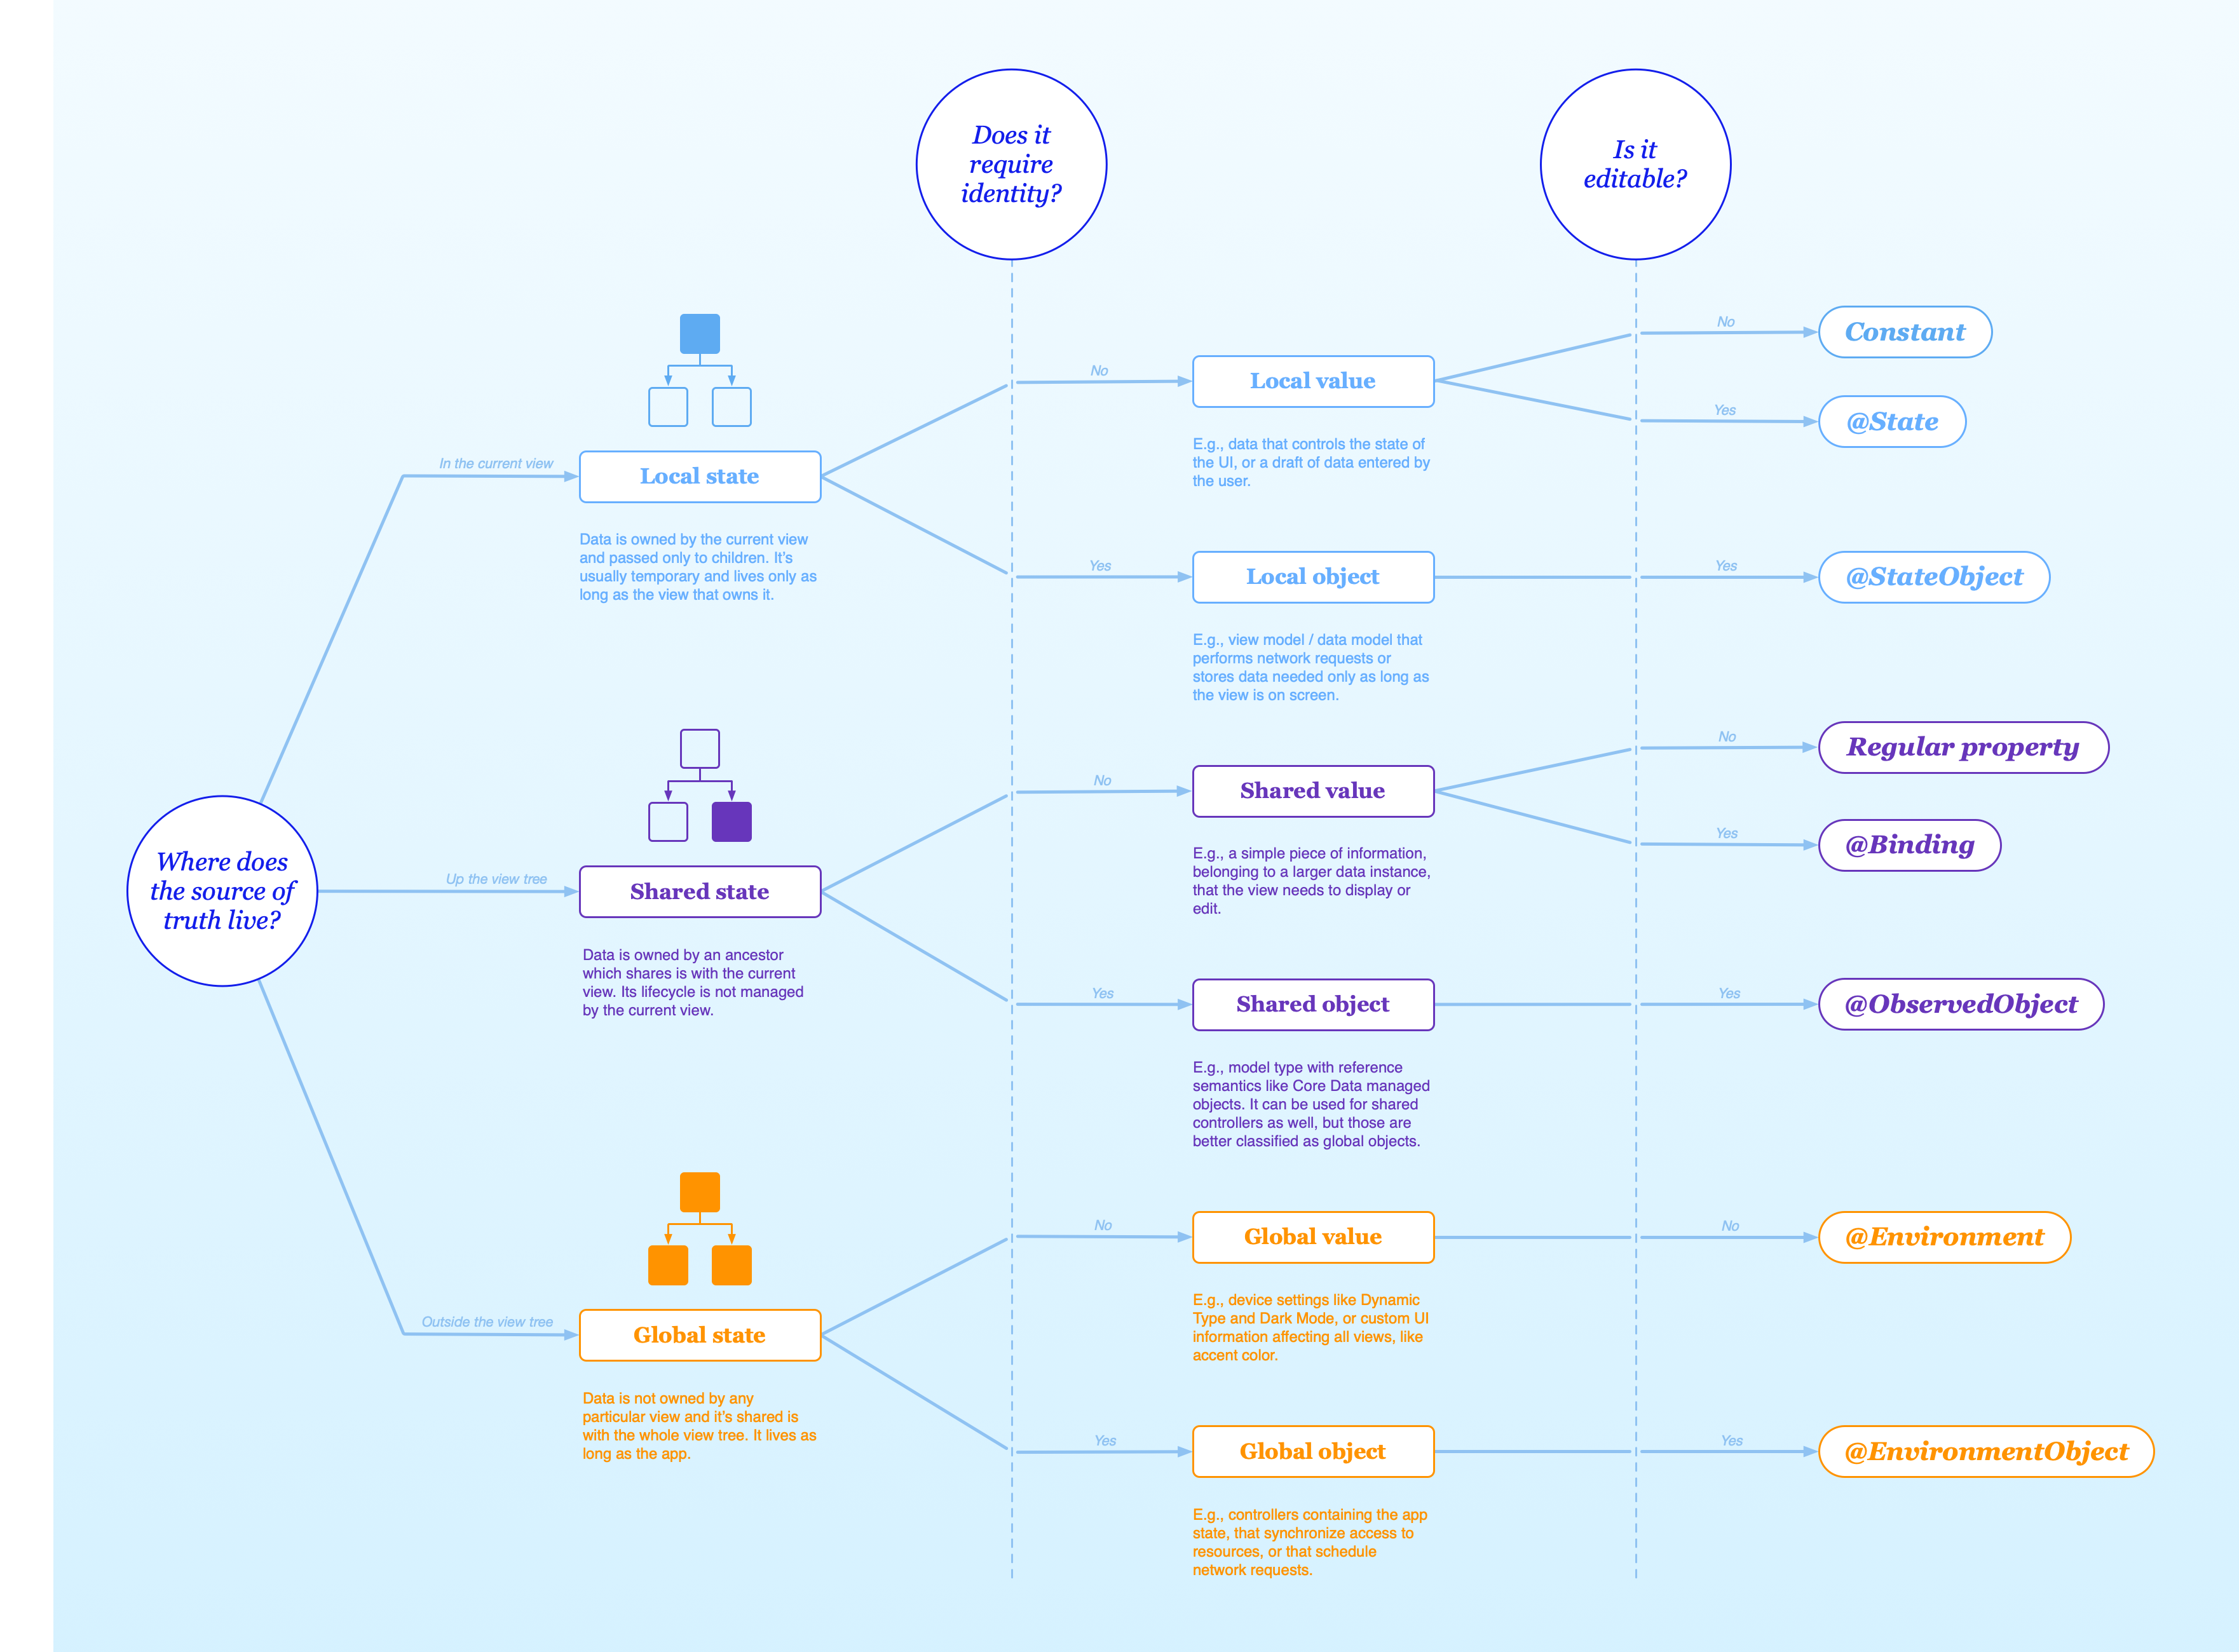 Does it
require
identity?
Is it
editable?
Where does
the source of
truth live?
In the current view
Local state
Data is owned by the current view
and passed only to children. It's
usually temporary and lives only as
long as the view that owns it.
No
Local value
E.g., data that controls the state of
the UI, or a draft of data entered by
the user.
No
Constant
Yes
@State
Yes
Local object
E.g., view model / data model that
performs network requests or
stores data needed only as long as
the view is on screen.
Yes
@StateObject
Up the view tree
Shared state
Data is owned by an ancestor
which shares is with the current
view. Its lifecycle is not managed
by the current view.
No
Shared value
E.g., a simple piece of information,
belonging to a larger data instance,
that the view needs to display or
edit.
No
Regular property
Yes
@Binding
Yes
Shared object
E.g., model type with reference
semantics like Core Data managed
objects. It can be used for shared
controllers as well, but those are
better classified as global objects.
Yes
@ObservedObject
Outside the view tree
Global state
Data is not owned by any
particular view and it's shared is
with the whole view tree. It lives as
long as the app.
No
Global value
E.g., device settings like Dynamic
Type and Dark Mode, or custom UI
information affecting all views, like
accent color.
No
@Environment
Yes
Global object
E.g., controllers containing the app
state, that synchronize access to
resources, or that schedule
network requests.
Yes
@EnvironmentObject